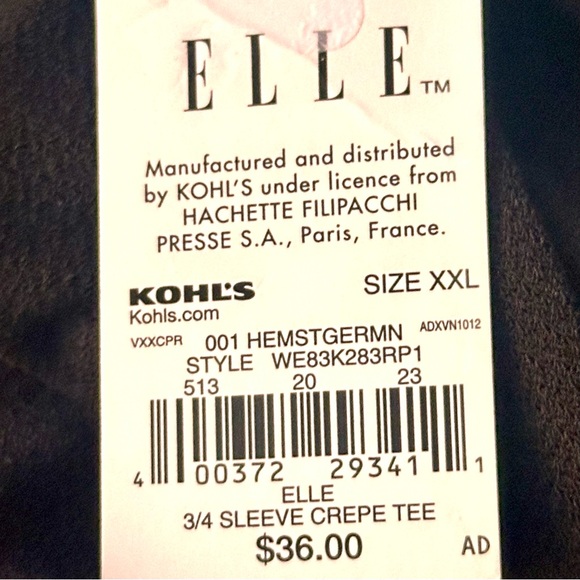 ELLE™
Manufactured and distributed
by KOHL'S under licence from
HACHETTE FILIPACCHI
PRESSE S.A., Paris, France.
KOHL'S SIZE XXL
Kohls.com
VXXCPR 001 HEMSTGERMN ADXVN1012
STYLE WE83K283RP1
513 20 23
4 00372 29341 1
ELLE
3/4 SLEEVE CREPE TEE
$36.00 AD